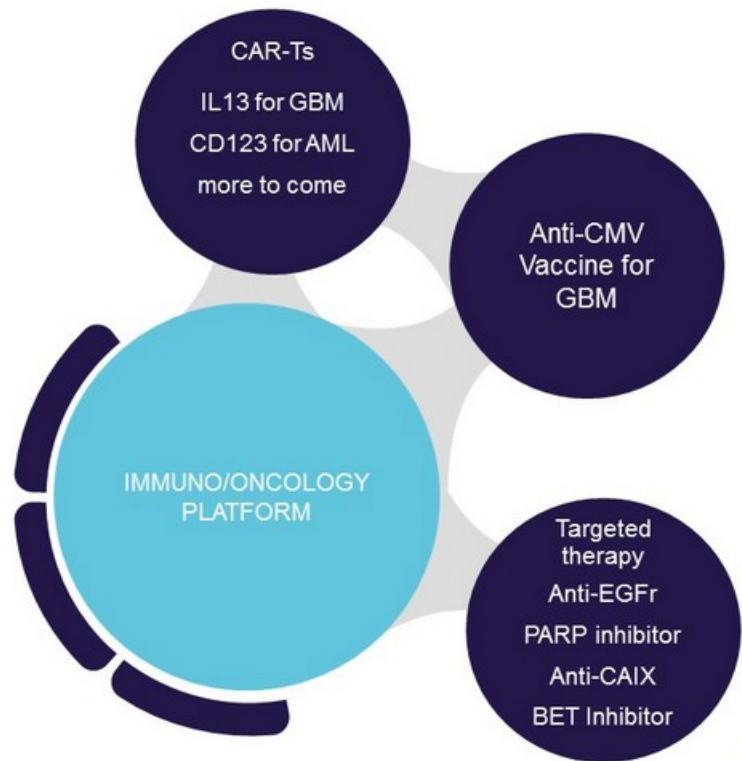 CAR-Ts
IL13 for GBM
CD123 for AML
more to come
Anti-CMV
Vaccine for
GBM
IMMUNO/ONCOLOGY
PLATFORM
Targeted
therapy
Anti-EGFr
PARP inhibitor
Anti-CAIX
BET Inhibitor